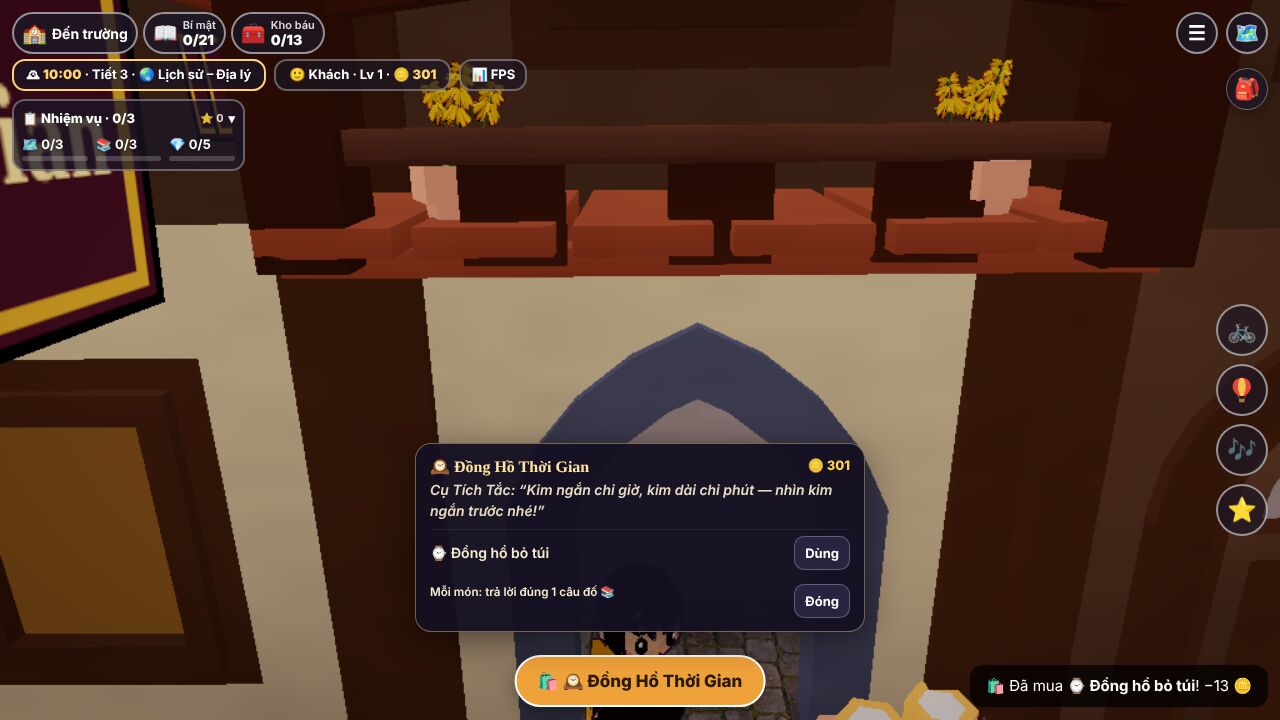 Đến trường
Bí mật
0/21
Kho báu
0/13
10:00 · Tiết 3 · Lịch sử – Địa lý
Khách · Lv 1 · 301
FPS
Nhiệm vụ · 0/3
0 ▾
0/3
0/3
0/5
Đồng Hồ Thời Gian
301
Cụ Tích Tắc: “Kim ngắn chỉ giờ, kim dài chỉ phút — nhìn kim
ngắn trước nhé!”
Đồng hồ bỏ túi
Dùng
Mỗi món: trả lời đúng 1 câu đố
Đóng
Đồng Hồ Thời Gian
Đã mua Đồng hồ bỏ túi! −13